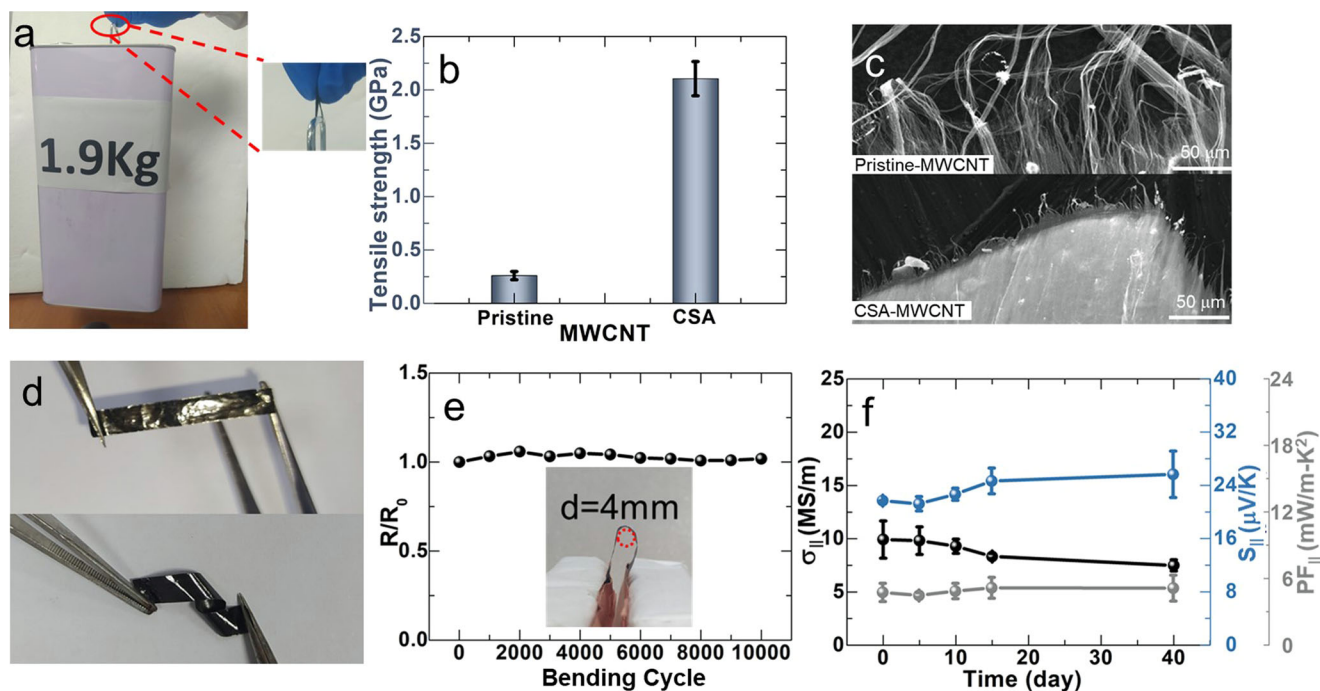 a
1.9Kg
b
Tensile strength (GPa)
2.5
2.0
1.5
1.0
0.5
0.0
Pristine
CSA
MWCNT
c
Pristine-MWCNT
50 μm
CSA-MWCNT
50 μm
d
e
R/R0
1.5
1.0
0.5
0.0
d=4mm
0 2000 4000 6000 8000 10000
Bending Cycle
f
σ|| (MS/m)
25
20
15
10
5
0
0 10 20 30 40
Time (day)
40
32
24
16
8
0
S|| (μV/K)
24
18
12
6
0
PF|| (mW/m-K²)